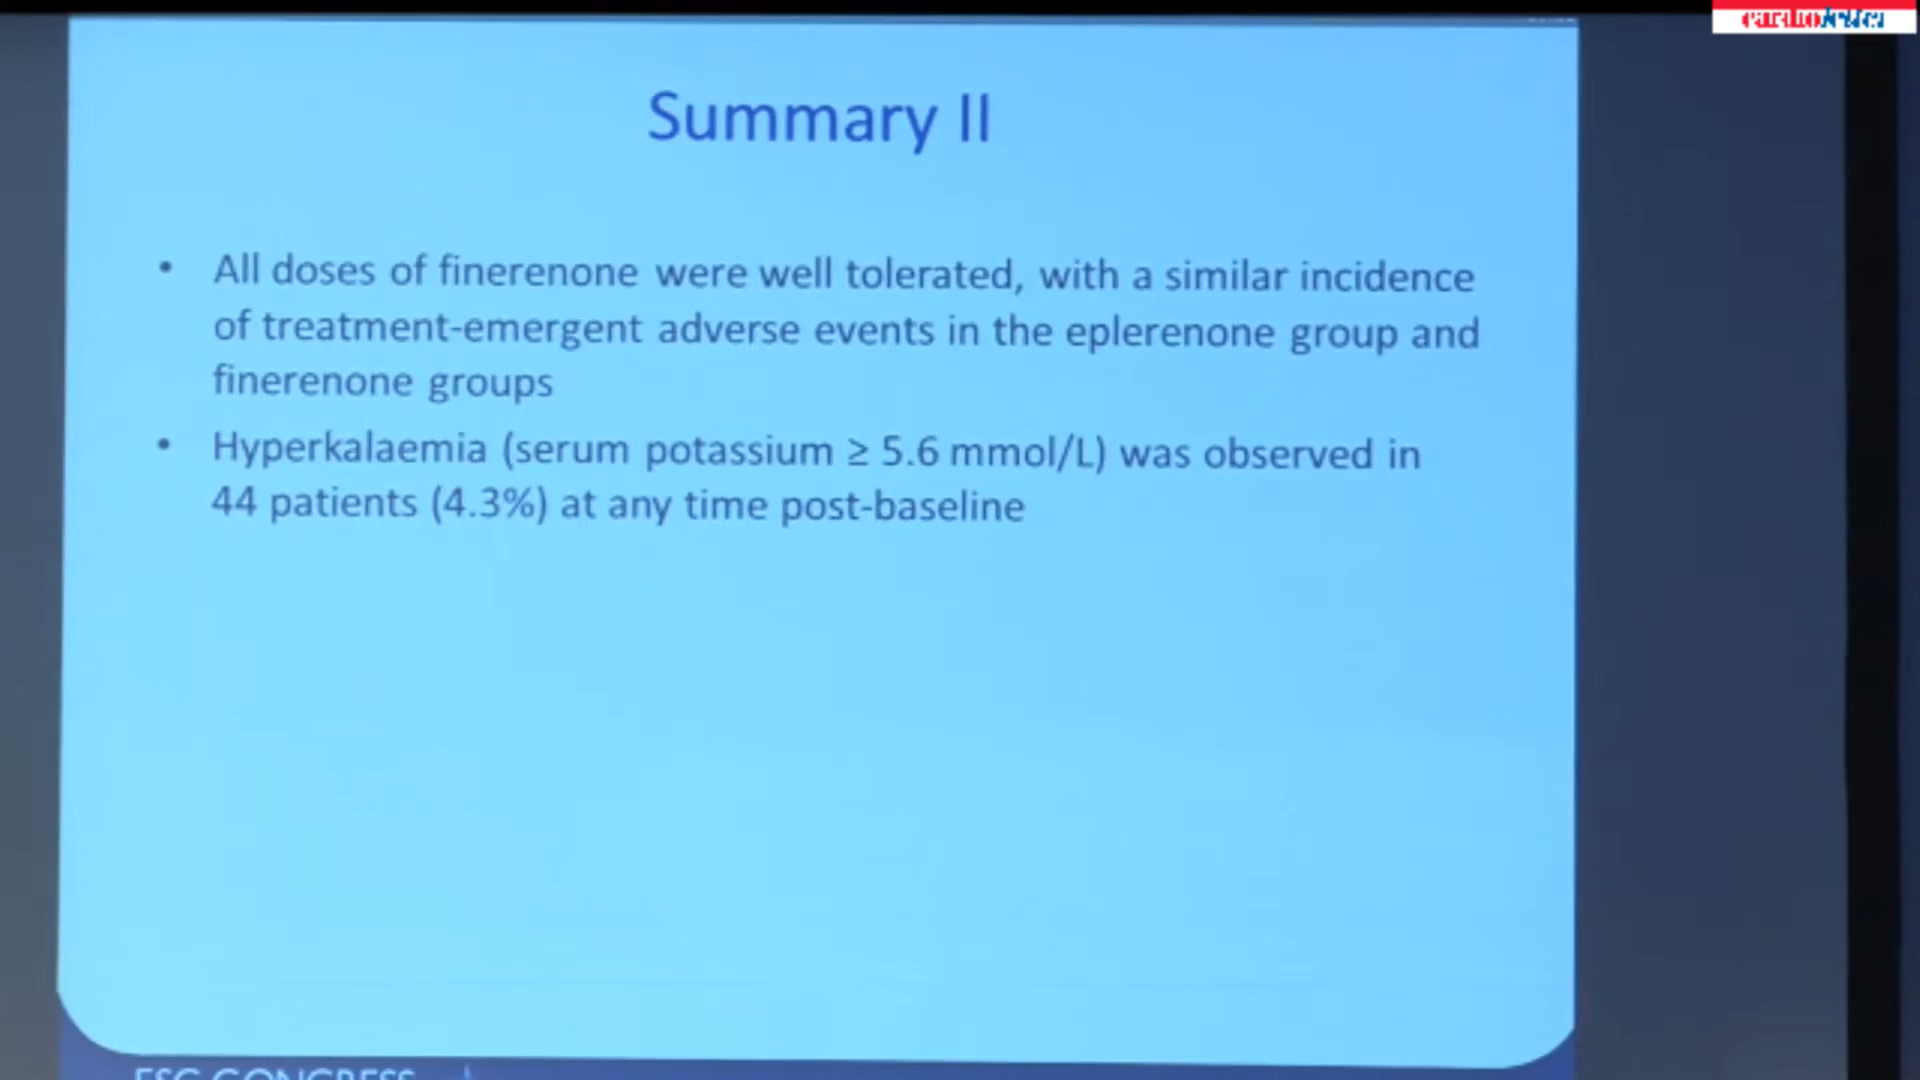 Summary II
• All doses of finerenone were well tolerated, with a similar incidence
of treatment-emergent adverse events in the eplerenone group and
finerenone groups
• Hyperkalaemia (serum potassium ≥ 5.6 mmol/L) was observed in
44 patients (4.3%) at any time post-baseline
ESC CONGRESS